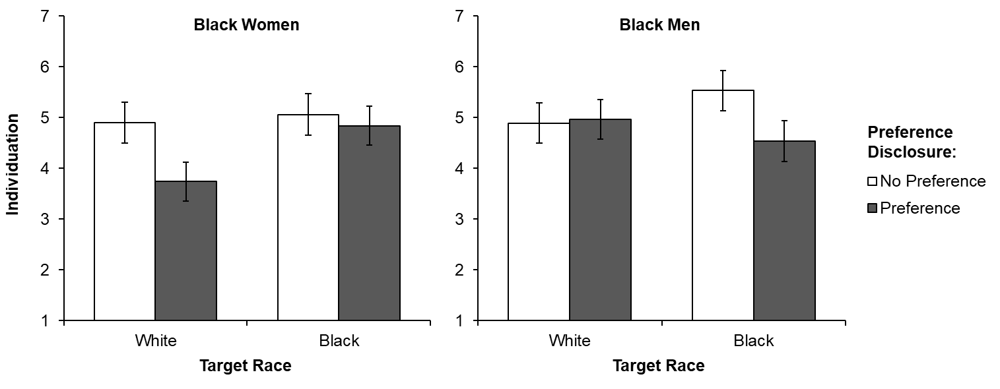 Black Women
7
6
5
4
3
2
1
Individuation
White
Black
Target Race
Black Men
7
6
5
4
3
2
1
White
Black
Target Race
Preference
Disclosure:
No Preference
Preference